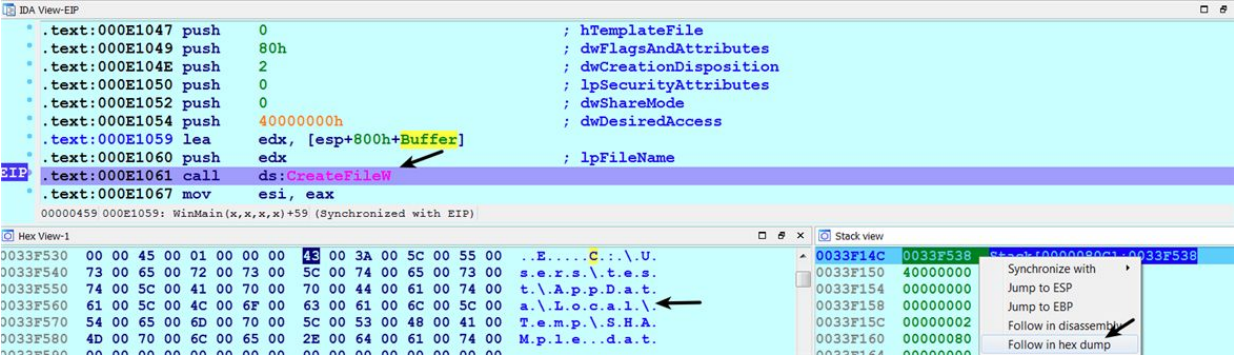 IDA View-EIP
.text:000E1047 push 0 ; hTemplateFile
.text:000E1049 push 80h ; dwFlagsAndAttributes
.text:000E104E push 2 ; dwCreationDisposition
.text:000E1050 push 0 ; lpSecurityAttributes
.text:000E1052 push 0 ; dwShareMode
.text:000E1054 push 40000000h ; dwDesiredAccess
.text:000E1059 lea edx, [esp+800h+Buffer]
.text:000E1060 push edx ; lpFileName
EIP .text:000E1061 call ds:CreateFileW
.text:000E1067 mov esi, eax
00000459 000E1059: WinMain(x,x,x,x)+59 (Synchronized with EIP)
Hex View-1
0033F530 00 00 45 00 01 00 00 00 43 00 3A 00 5C 00 55 00 ..E.....C.:.\.U.
0033F540 73 00 65 00 72 00 73 00 5C 00 74 00 65 00 73 00 s.e.r.s.\.t.e.s.
0033F550 74 00 5C 00 41 00 70 00 70 00 44 00 61 00 74 00 t.\.A.p.p.D.a.t.
0033F560 61 00 5C 00 4C 00 6F 00 63 00 61 00 6C 00 5C 00 a.\.L.o.c.a.l.\.
0033F570 54 00 65 00 6D 00 70 00 5C 00 53 00 48 00 41 00 T.e.m.p.\.S.H.A.
0033F580 4D 00 70 00 6C 00 65 00 2E 00 64 00 61 00 74 00 M.p.l.e...d.a.t.
Stack view
0033F14C 0033F538 Stack[0000080C]:0033F538
0033F150 40000000
0033F154 00000000
0033F158 00000000
0033F15C 00000002
0033F160 00000080
0033F164 00000000
Synchronize with
Jump to ESP
Jump to EBP
Follow in disassembly
Follow in hex dump